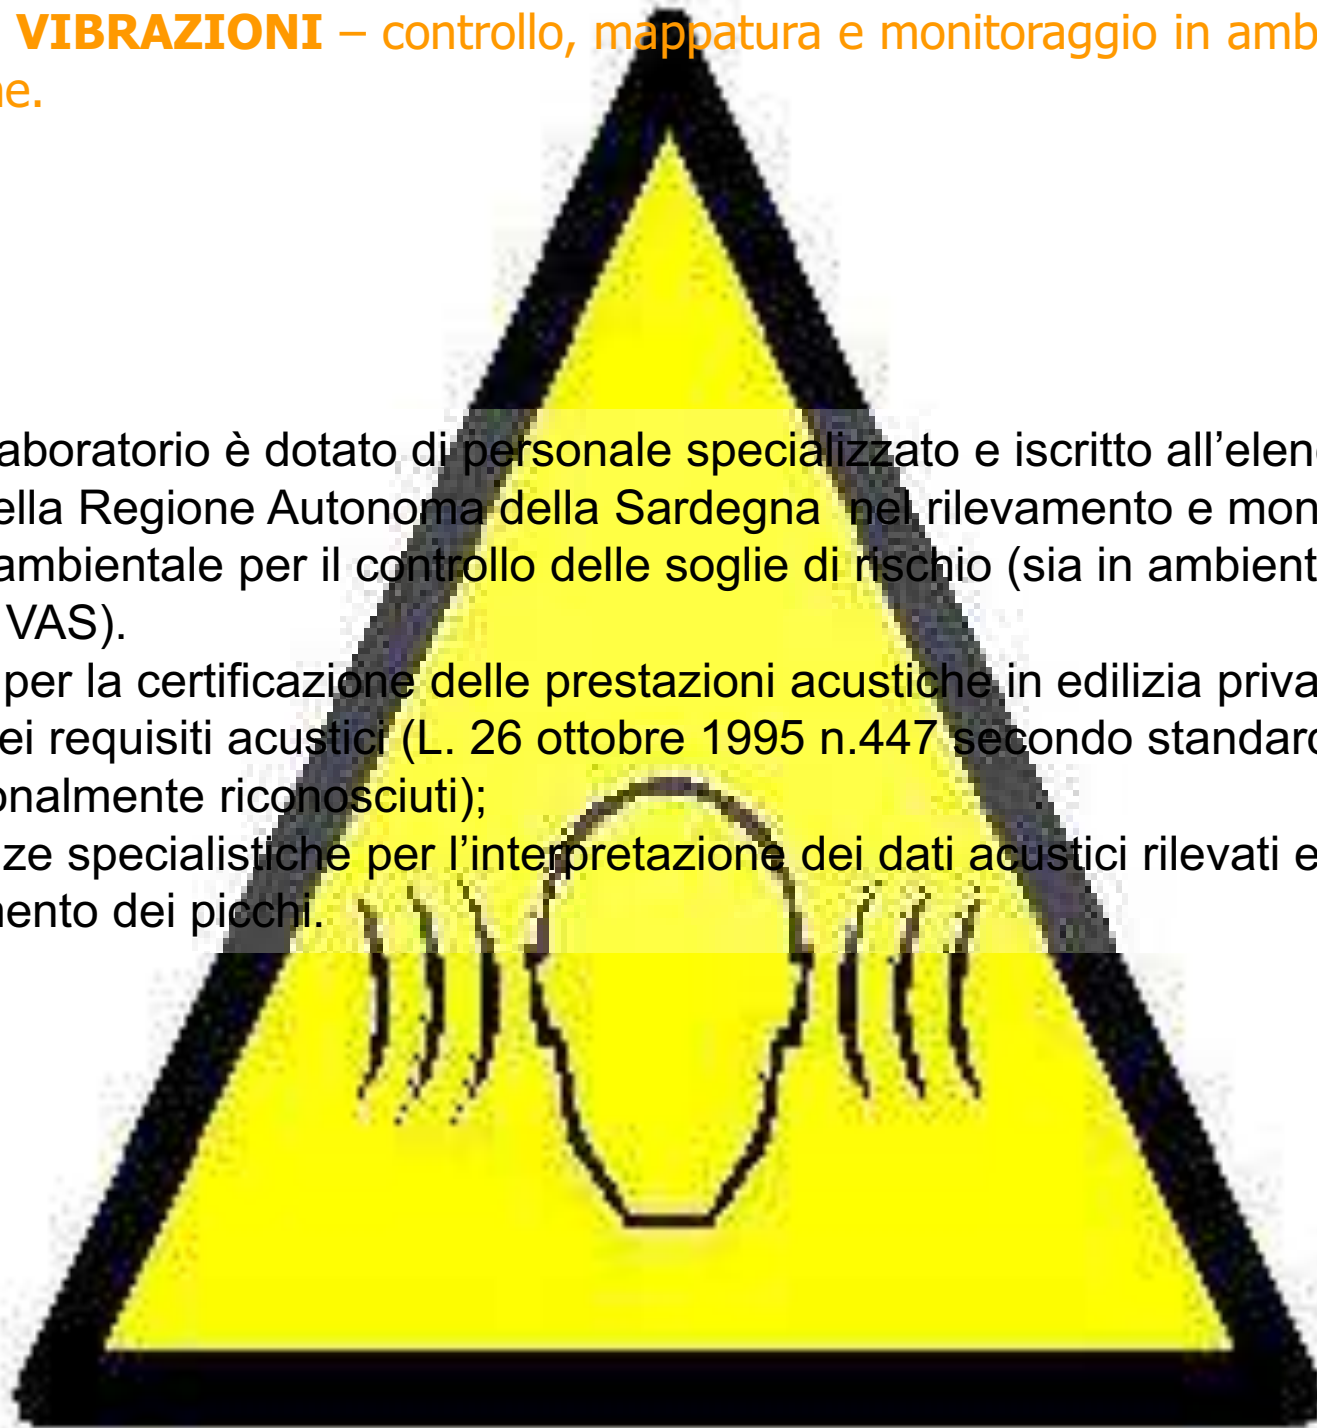 VIBRAZIONI – controllo, mappatura e monitoraggio in amb
ne.
aboratorio è dotato di personale specializzato e iscritto all’elen
ella Regione Autonoma della Sardegna nel rilevamento e mon
ambientale per il controllo delle soglie di rischio (sia in ambient
VAS).
per la certificazione delle prestazioni acustiche in edilizia priva
ei requisiti acustici (L. 26 ottobre 1995 n.447 secondo standard
onalmente riconosciuti);
ze specialistiche per l’interpretazione dei dati acustici rilevati e
mento dei picchi.